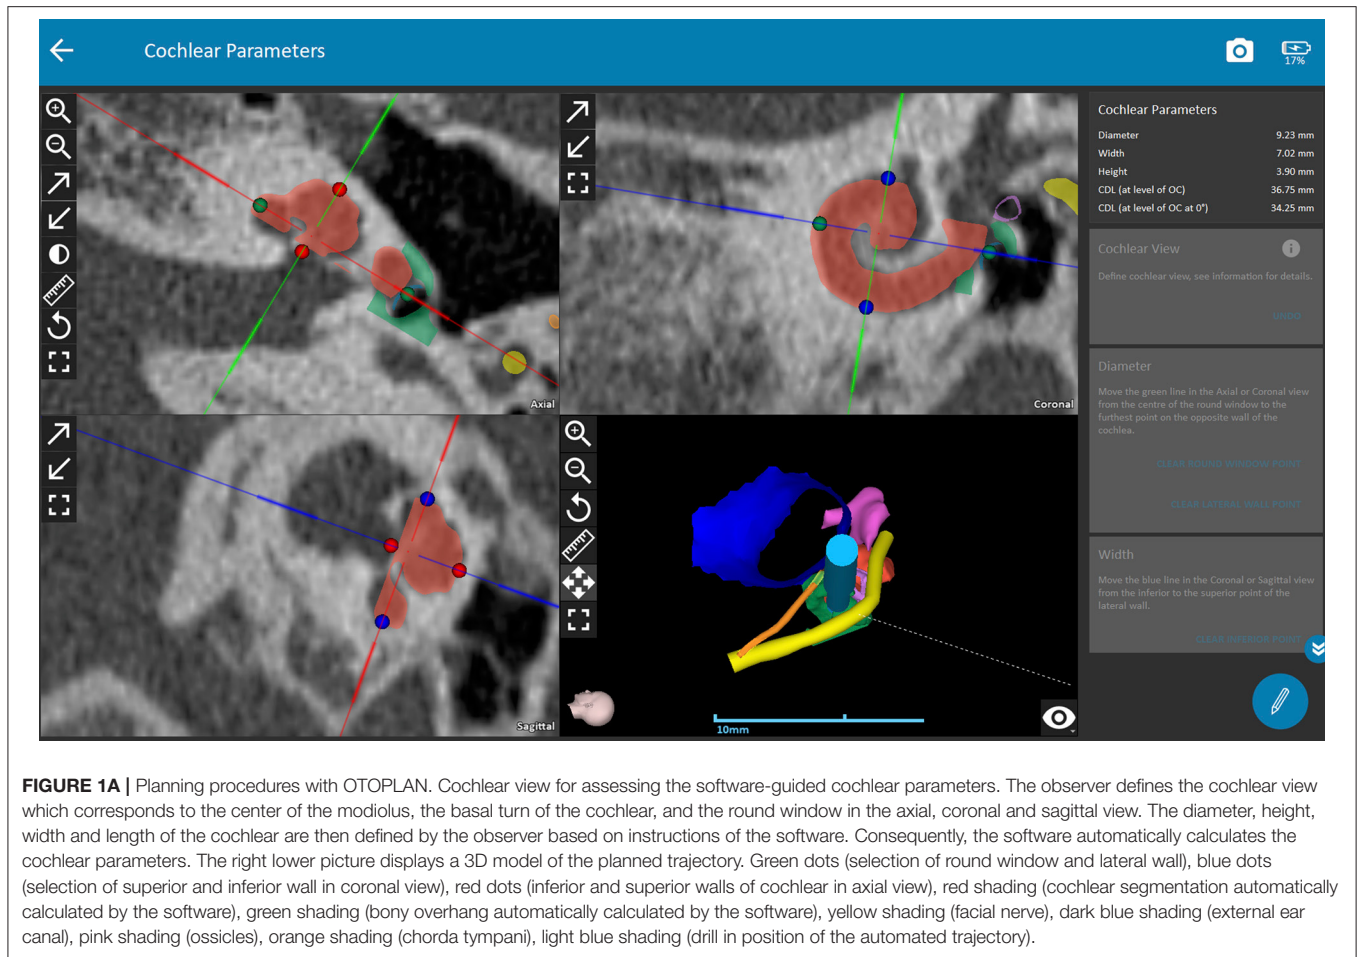 Cochlear Parameters
17%
Axial
Coronal
Sagittal
10mm
Cochlear Parameters
Diameter 9.23 mm
Width 7.02 mm
Height 3.90 mm
CDL (at level of OC) 36.75 mm
CDL (at level of OC at 0°) 34.25 mm
Cochlear View
Define cochlear view, see information for details.
UNDO
Diameter
Move the green line in the Axial or Coronal view
from the centre of the round window to the
furthest point on the opposite wall of the
cochlea.
CLEAR ROUND WINDOW POINT
CLEAR LATERAL WALL POINT
Width
Move the blue line in the Coronal or Sagittal view
from the inferior to the superior point of the
lateral wall.
CLEAR INFERIOR POINT
FIGURE 1A | Planning procedures with OTOPLAN. Cochlear view for assessing the software-guided cochlear parameters. The observer defines the cochlear view
which corresponds to the center of the modiolus, the basal turn of the cochlear, and the round window in the axial, coronal and sagittal view. The diameter, height,
width and length of the cochlear are then defined by the observer based on instructions of the software. Consequently, the software automatically calculates the
cochlear parameters. The right lower picture displays a 3D model of the planned trajectory. Green dots (selection of round window and lateral wall), blue dots
(selection of superior and inferior wall in coronal view), red dots (inferior and superior walls of cochlear in axial view), red shading (cochlear segmentation automatically
calculated by the software), green shading (bony overhang automatically calculated by the software), yellow shading (facial nerve), dark blue shading (external ear
canal), pink shading (ossicles), orange shading (chorda tympani), light blue shading (drill in position of the automated trajectory).